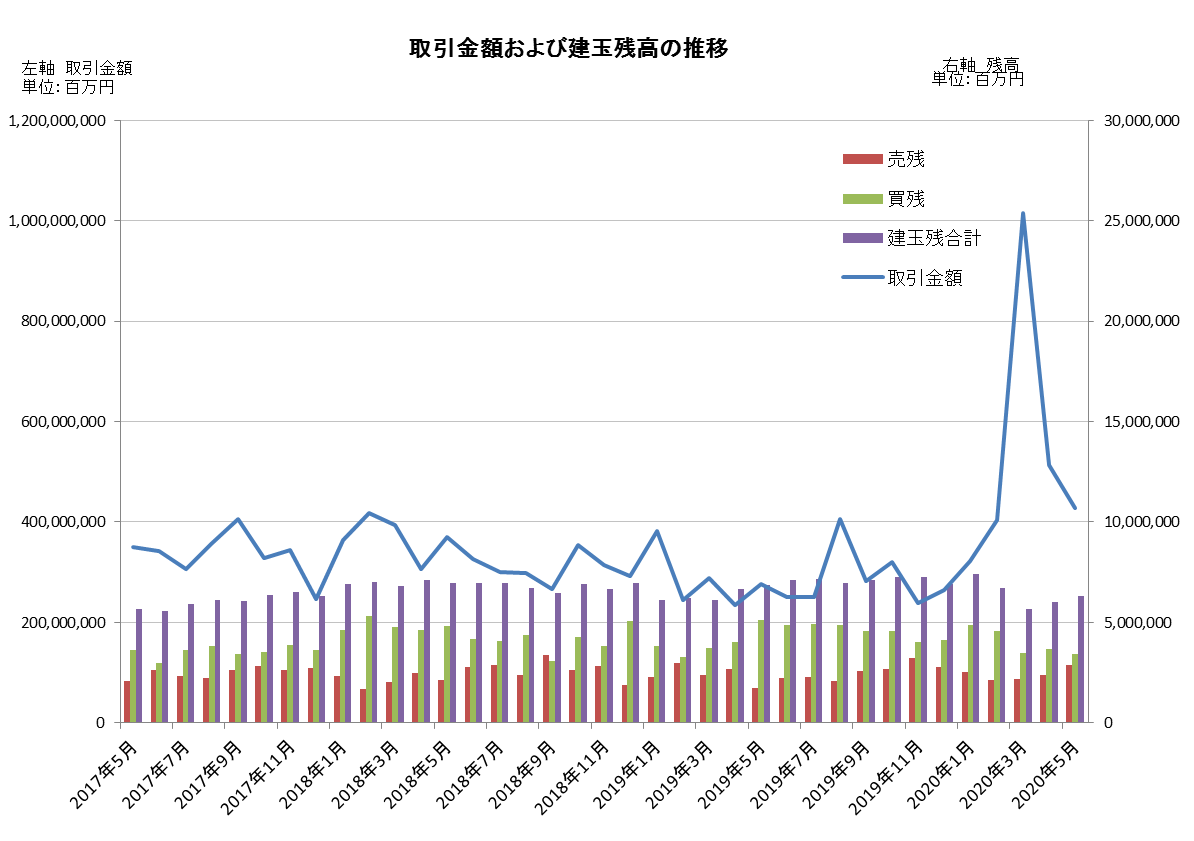 取引金額および建玉残高の推移
左軸 取引金額
単位：百万円
右軸 残高
単位：百万円
1,200,000,000
1,000,000,000
800,000,000
600,000,000
400,000,000
200,000,000
0
30,000,000
25,000,000
20,000,000
15,000,000
10,000,000
5,000,000
0
売残
買残
建玉残合計
取引金額
2017年5月
2017年7月
2017年9月
2017年11月
2018年1月
2018年3月
2018年5月
2018年7月
2018年9月
2018年11月
2019年1月
2019年3月
2019年5月
2019年7月
2019年9月
2019年11月
2020年1月
2020年3月
2020年5月